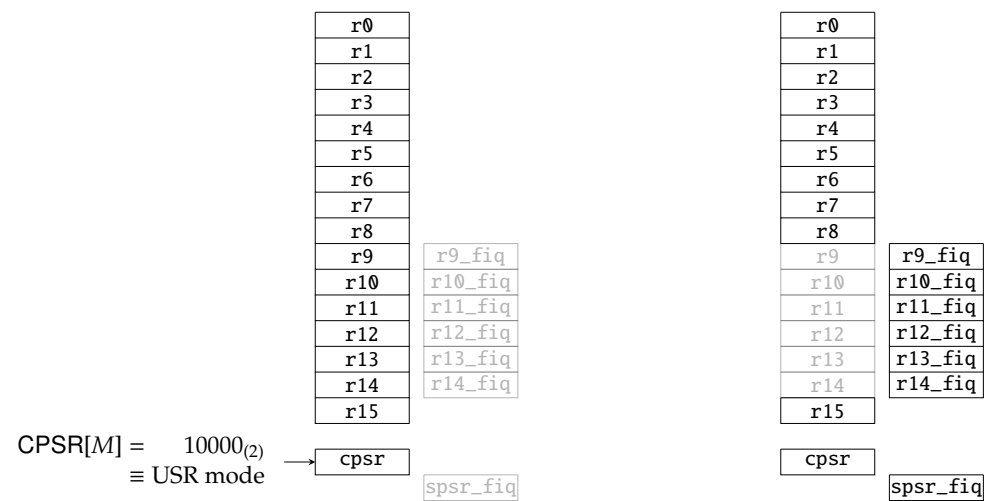 r0 r0
r1 r1
r2 r2
r3 r3
r4 r4
r5 r5
r6 r6
r7 r7
r8 r8
r9 r9_fiq r9 r9_fiq
r10 r10_fiq r10 r10_fiq
r11 r11_fiq r11 r11_fiq
r12 r12_fiq r12 r12_fiq
r13 r13_fiq r13 r13_fiq
r14 r14_fiq r14 r14_fiq
r15 r15
CPSR[M] = 10000(2)
≡ USR mode → cpsr cpsr
spsr_fiq spsr_fiq